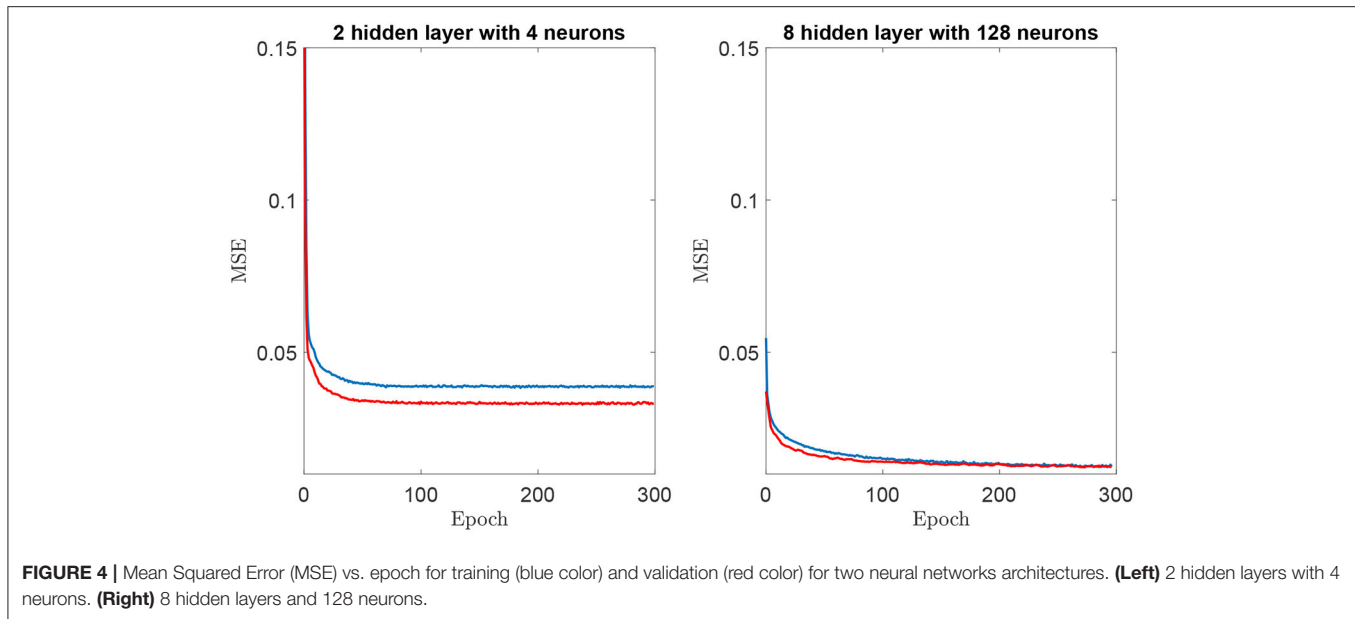 2 hidden layer with 4 neurons
0.15
0.1
0.05
MSE
0
100
200
300
Epoch
8 hidden layer with 128 neurons
0.15
0.1
0.05
MSE
0
100
200
300
Epoch
FIGURE 4 | Mean Squared Error (MSE) vs. epoch for training (blue color) and validation (red color) for two neural networks architectures. (Left) 2 hidden layers with 4
neurons. (Right) 8 hidden layers and 128 neurons.